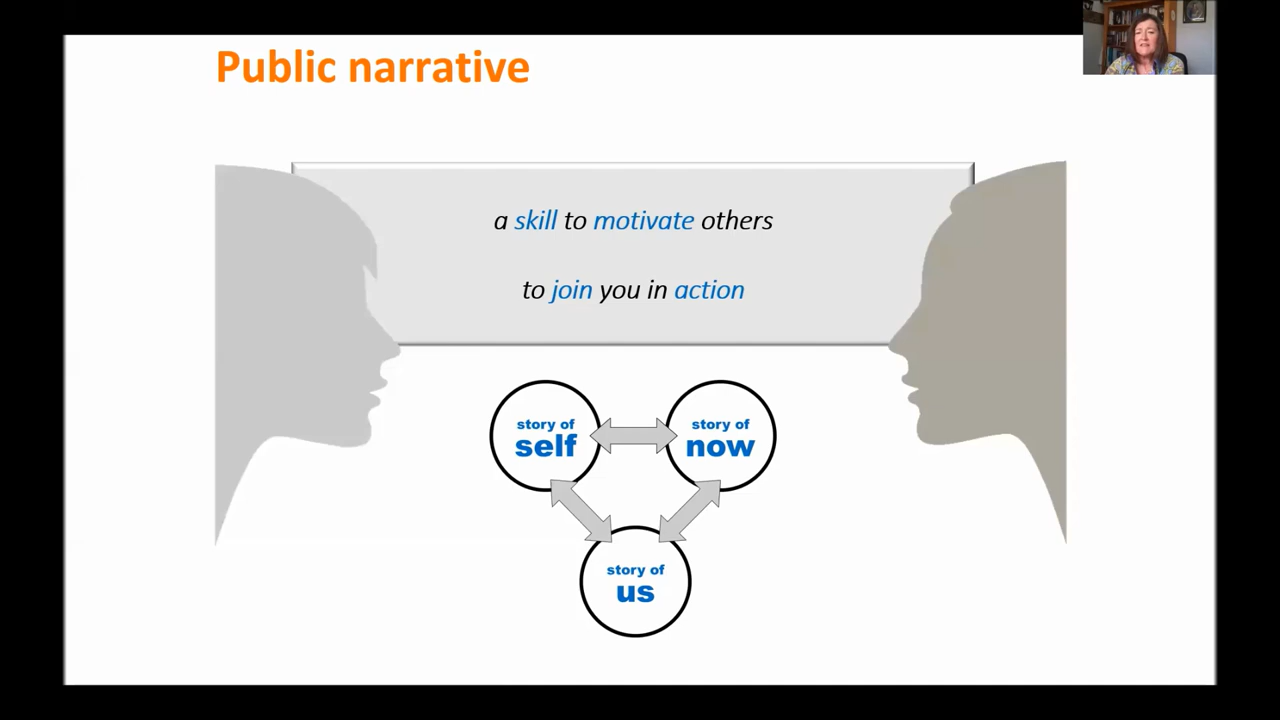 Public narrative
a skill to motivate others
to join you in action
story of
self
story of
now
story of
us